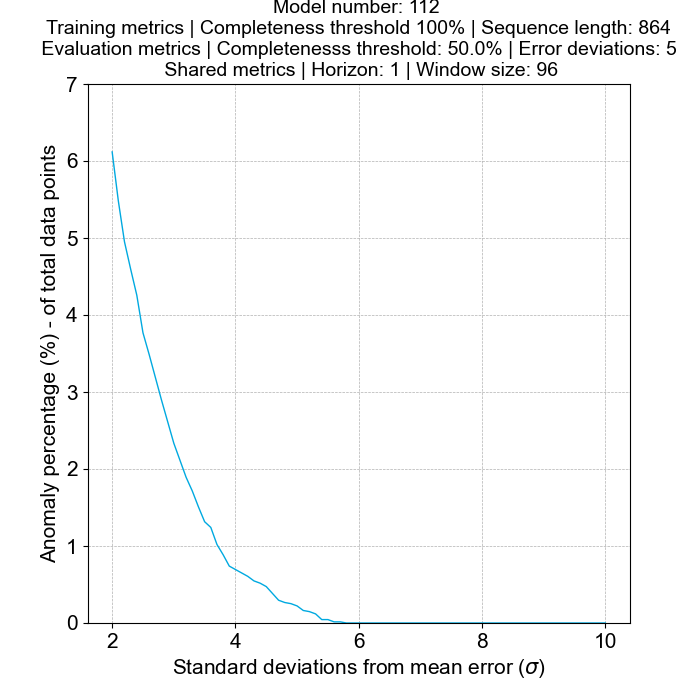 Model number: 112
Training metrics | Completeness threshold 100% | Sequence length: 864
Evaluation metrics | Completenesss threshold: 50.0% | Error deviations: 5
Shared metrics | Horizon: 1 | Window size: 96
7
6
5
4
3
2
1
0
Anomaly percentage (%) - of total data points
2 4 6 8 10
Standard deviations from mean error (σ)